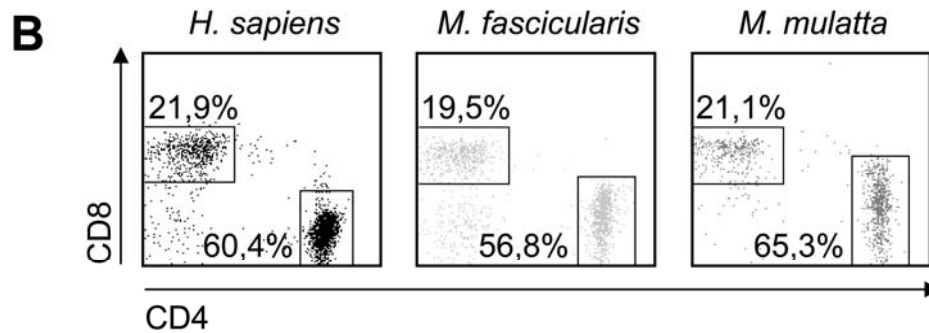 B
H. sapiens
M. fascicularis
M. mulatta
21,9%
19,5%
21,1%
60,4%
56,8%
65,3%
CD8
CD4